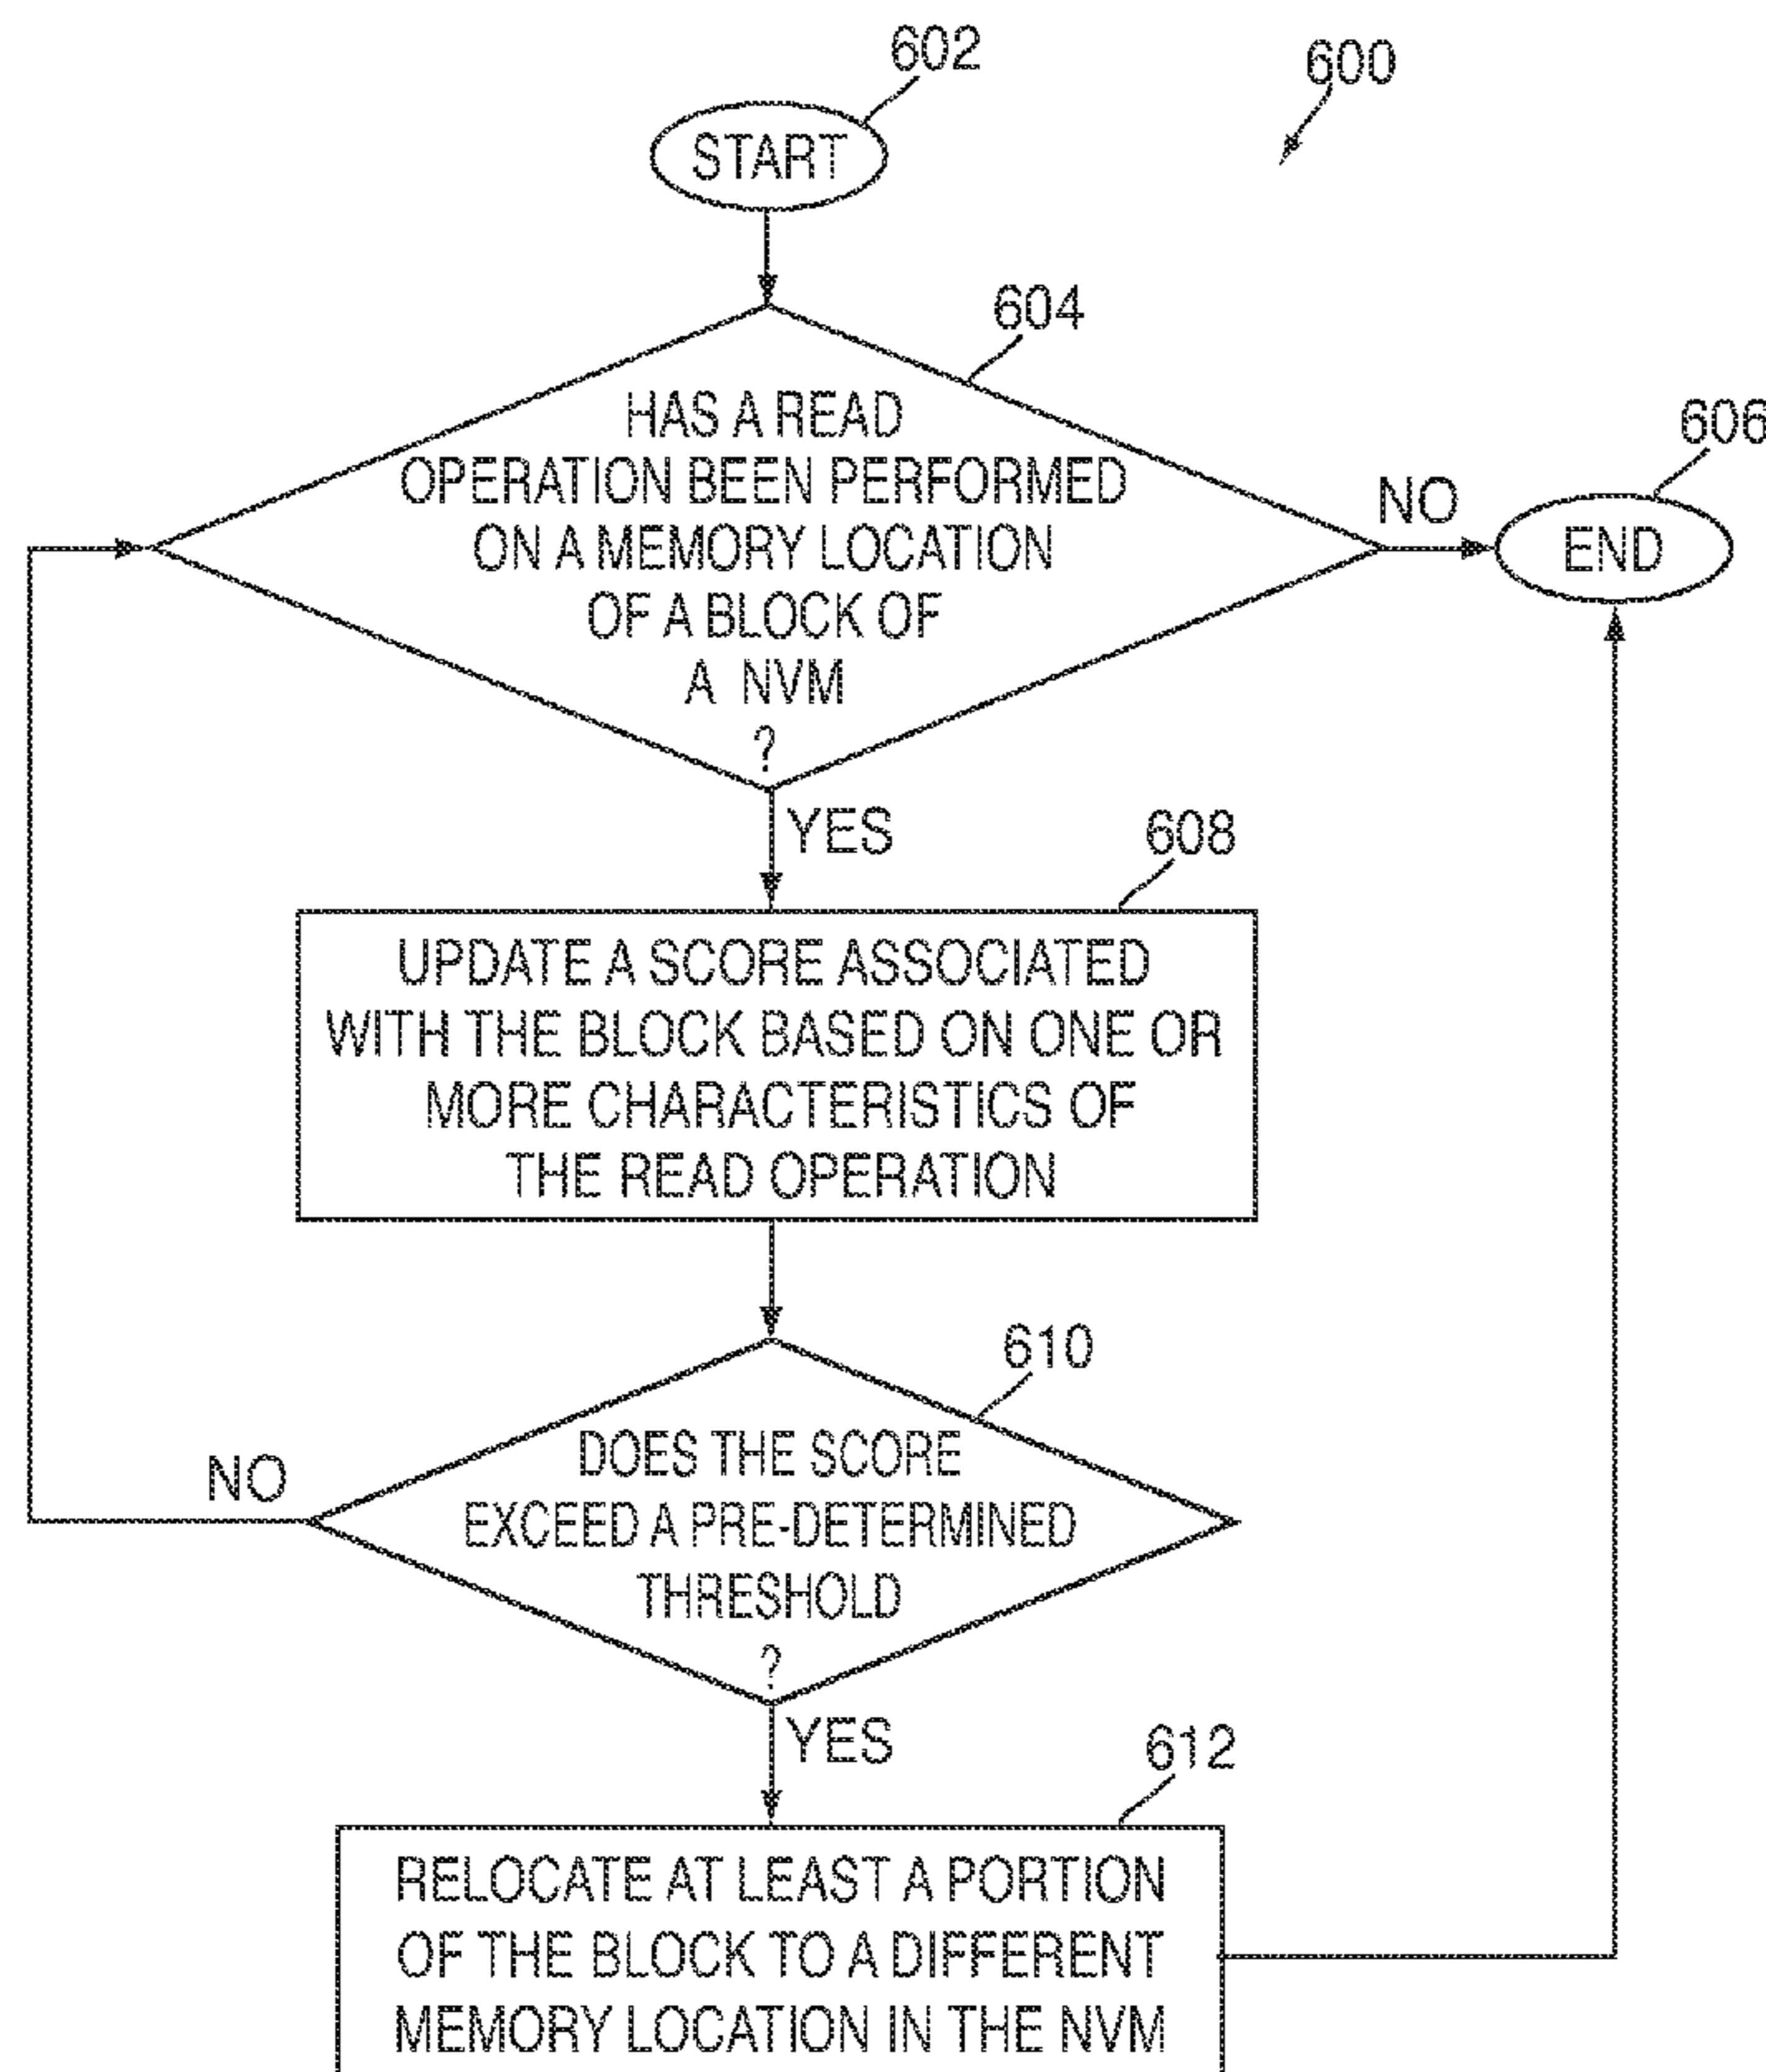 602
600
START
604
HAS A READ
OPERATION BEEN PERFORMED
ON A MEMORY LOCATION
OF A BLOCK OF
A NVM
?
606
NO
END
YES
608
UPDATE A SCORE ASSOCIATED
WITH THE BLOCK BASED ON ONE OR
MORE CHARACTERISTICS OF
THE READ OPERATION
610
DOES THE SCORE
EXCEED A PRE-DETERMINED
THRESHOLD
?
NO
YES
612
RELOCATE AT LEAST A PORTION
OF THE BLOCK TO A DIFFERENT
MEMORY LOCATION IN THE NVM